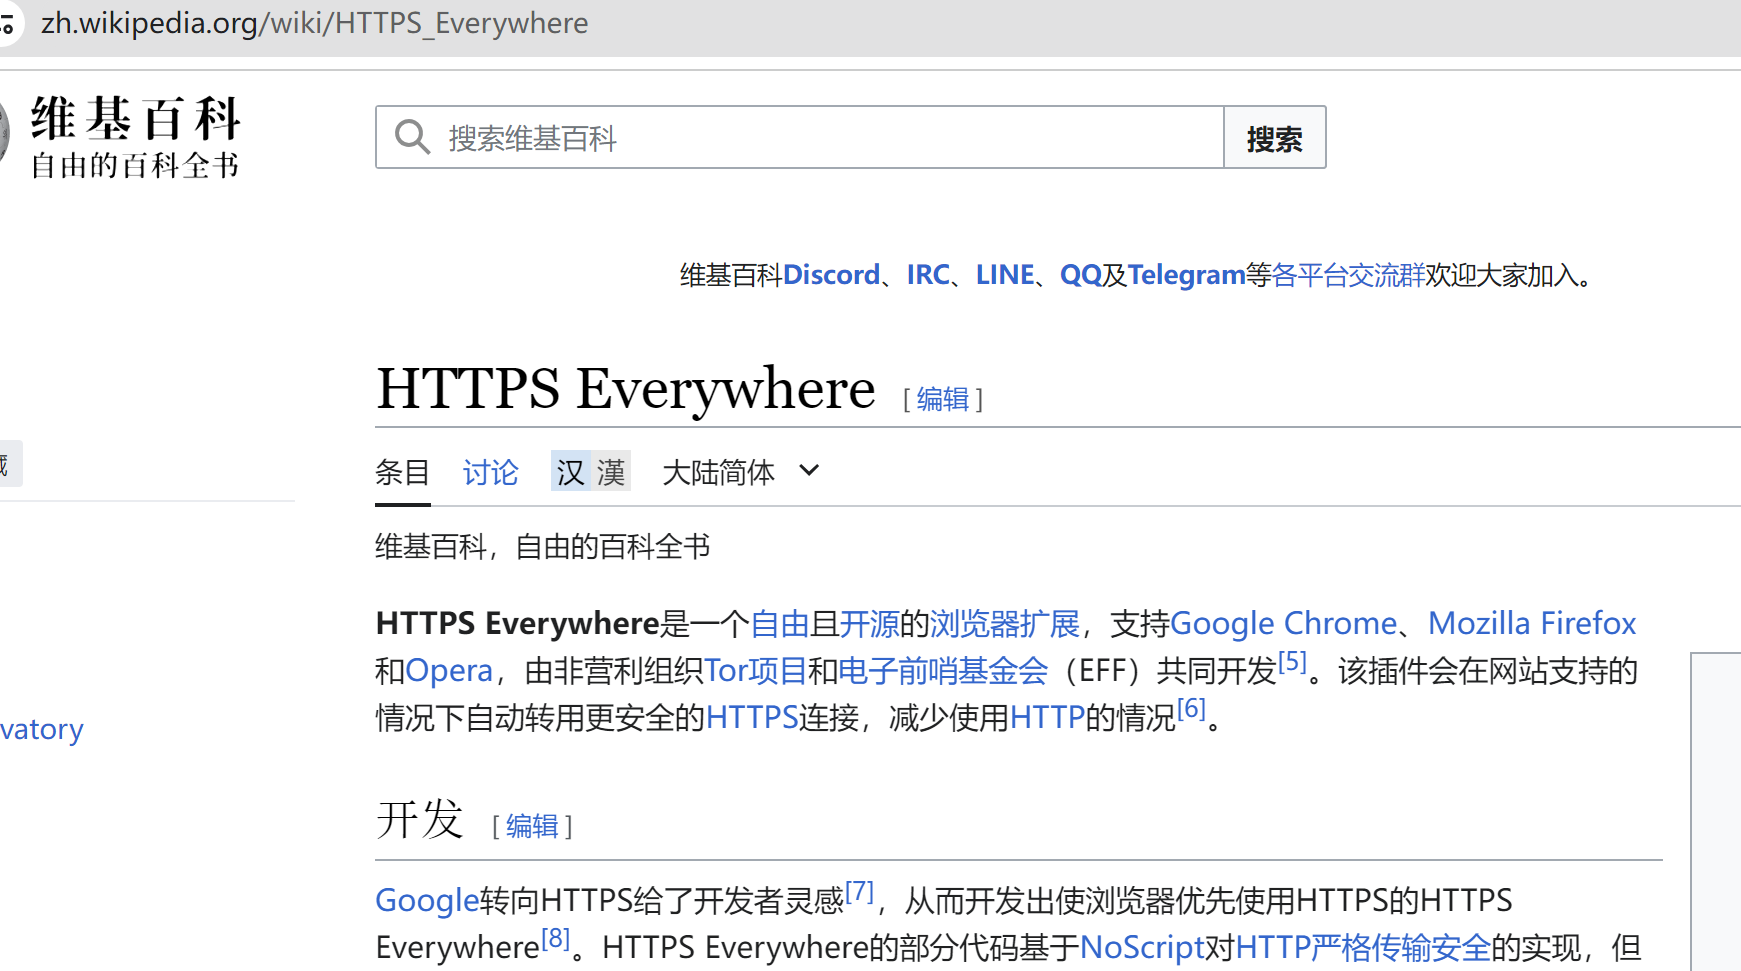 zh.wikipedia.org/wiki/HTTPS_Everywhere
维基百科
自由的百科全书
搜索维基百科
搜索
维基百科Discord、IRC、LINE、QQ及Telegram等各平台交流群欢迎大家加入。
HTTPS Everywhere [ 编辑 ]
条目 讨论 汉 漢 大陆简体
维基百科，自由的百科全书
HTTPS Everywhere是一个自由且开源的浏览器扩展，支持Google Chrome、Mozilla Firefox
和Opera，由非营利组织Tor项目和电子前哨基金会（EFF）共同开发[5]。该插件会在网站支持的
情况下自动转用更安全的HTTPS连接，减少使用HTTP的情况[6]。
vatory
开发 [ 编辑 ]
Google转向HTTPS给了开发者灵感[7]，从而开发出使浏览器优先使用HTTPS的HTTPS
Everywhere[8]。HTTPS Everywhere的部分代码基于NoScript对HTTP严格传输安全的实现，但